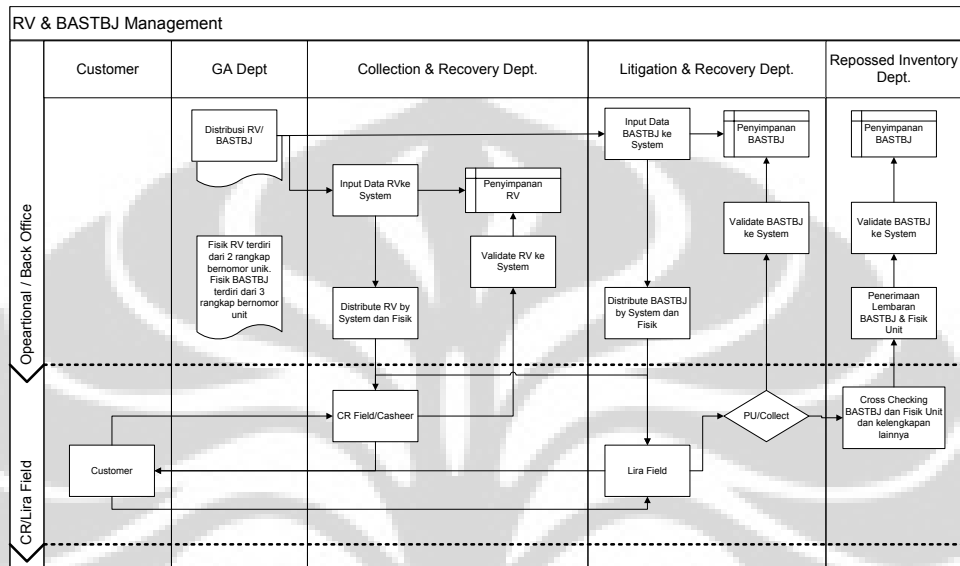 RV & BASTBJ Management
Customer
GA Dept
Collection & Recovery Dept.
Litigation & Recovery Dept.
Repossed Inventory
Dept.
Opeartional / Back Office
Distribusi RV/
BASTBJ
Input Data
BASTBJ ke
System
Penyimpanan
BASTBJ
Penyimpanan
BASTBJ
Input Data RVke
System
Penyimpanan
RV
Fisik RV terdiri
dari 2 rangkap
bernomor unik.
Fisik BASTBJ
terdiri dari 3
rangkap bernomor
unit
Validate RV ke
System
Validate BASTBJ
ke System
Validate BASTBJ
ke System
Distribute RV by
System dan Fisik
Distribute BASTBJ
by System dan
Fisik
Penerimaan
Lembaran
BASTBJ & Fisik
Unit
CR/Lira Field
CR Field/Casheer
PU/Collect
Cross Checking
BASTBJ dan Fisik Unit
dan kelengkapan
lainnya
Customer
Lira Field